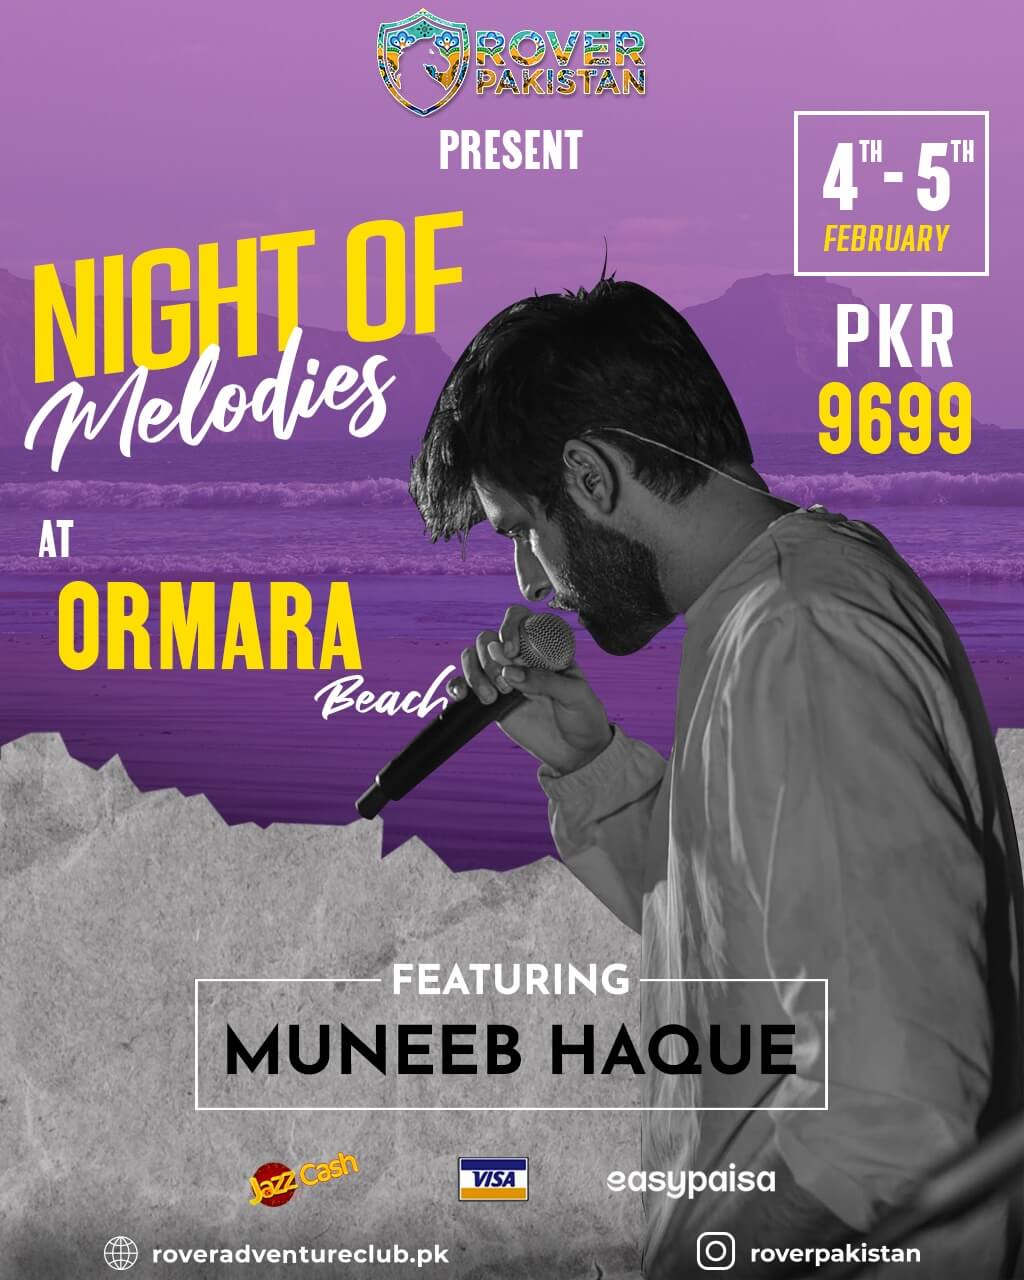 ROVER
PAKISTAN
PRESENT
4TH - 5TH
FEBRUARY
NIGHT OF
Melodies
PKR
9699
AT
ORMARA
Beach
FEATURING
MUNEEB HAQUE
Jazz Cash
VISA
easypaisa
roveradventureclub.pk
roverpakistan